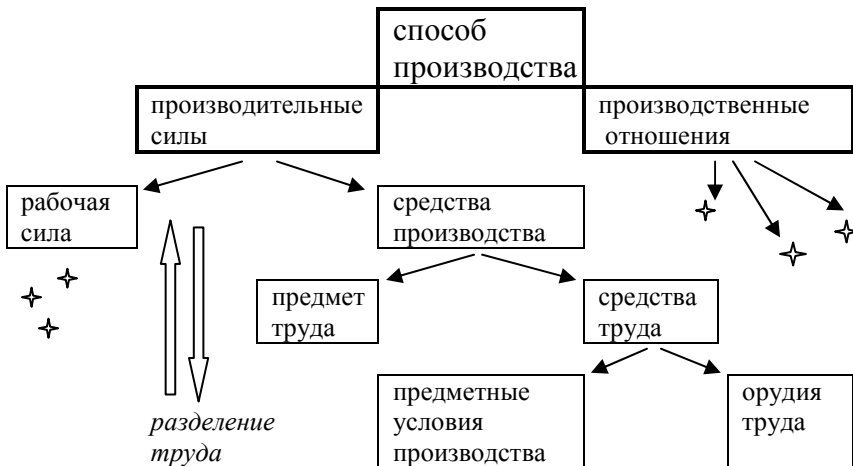 способ
производства
производительные
силы
производственные
отношения
рабочая
сила
средства
производства
предмет
труда
средства
труда
предметные
условия
производства
орудия
труда
разделение
труда